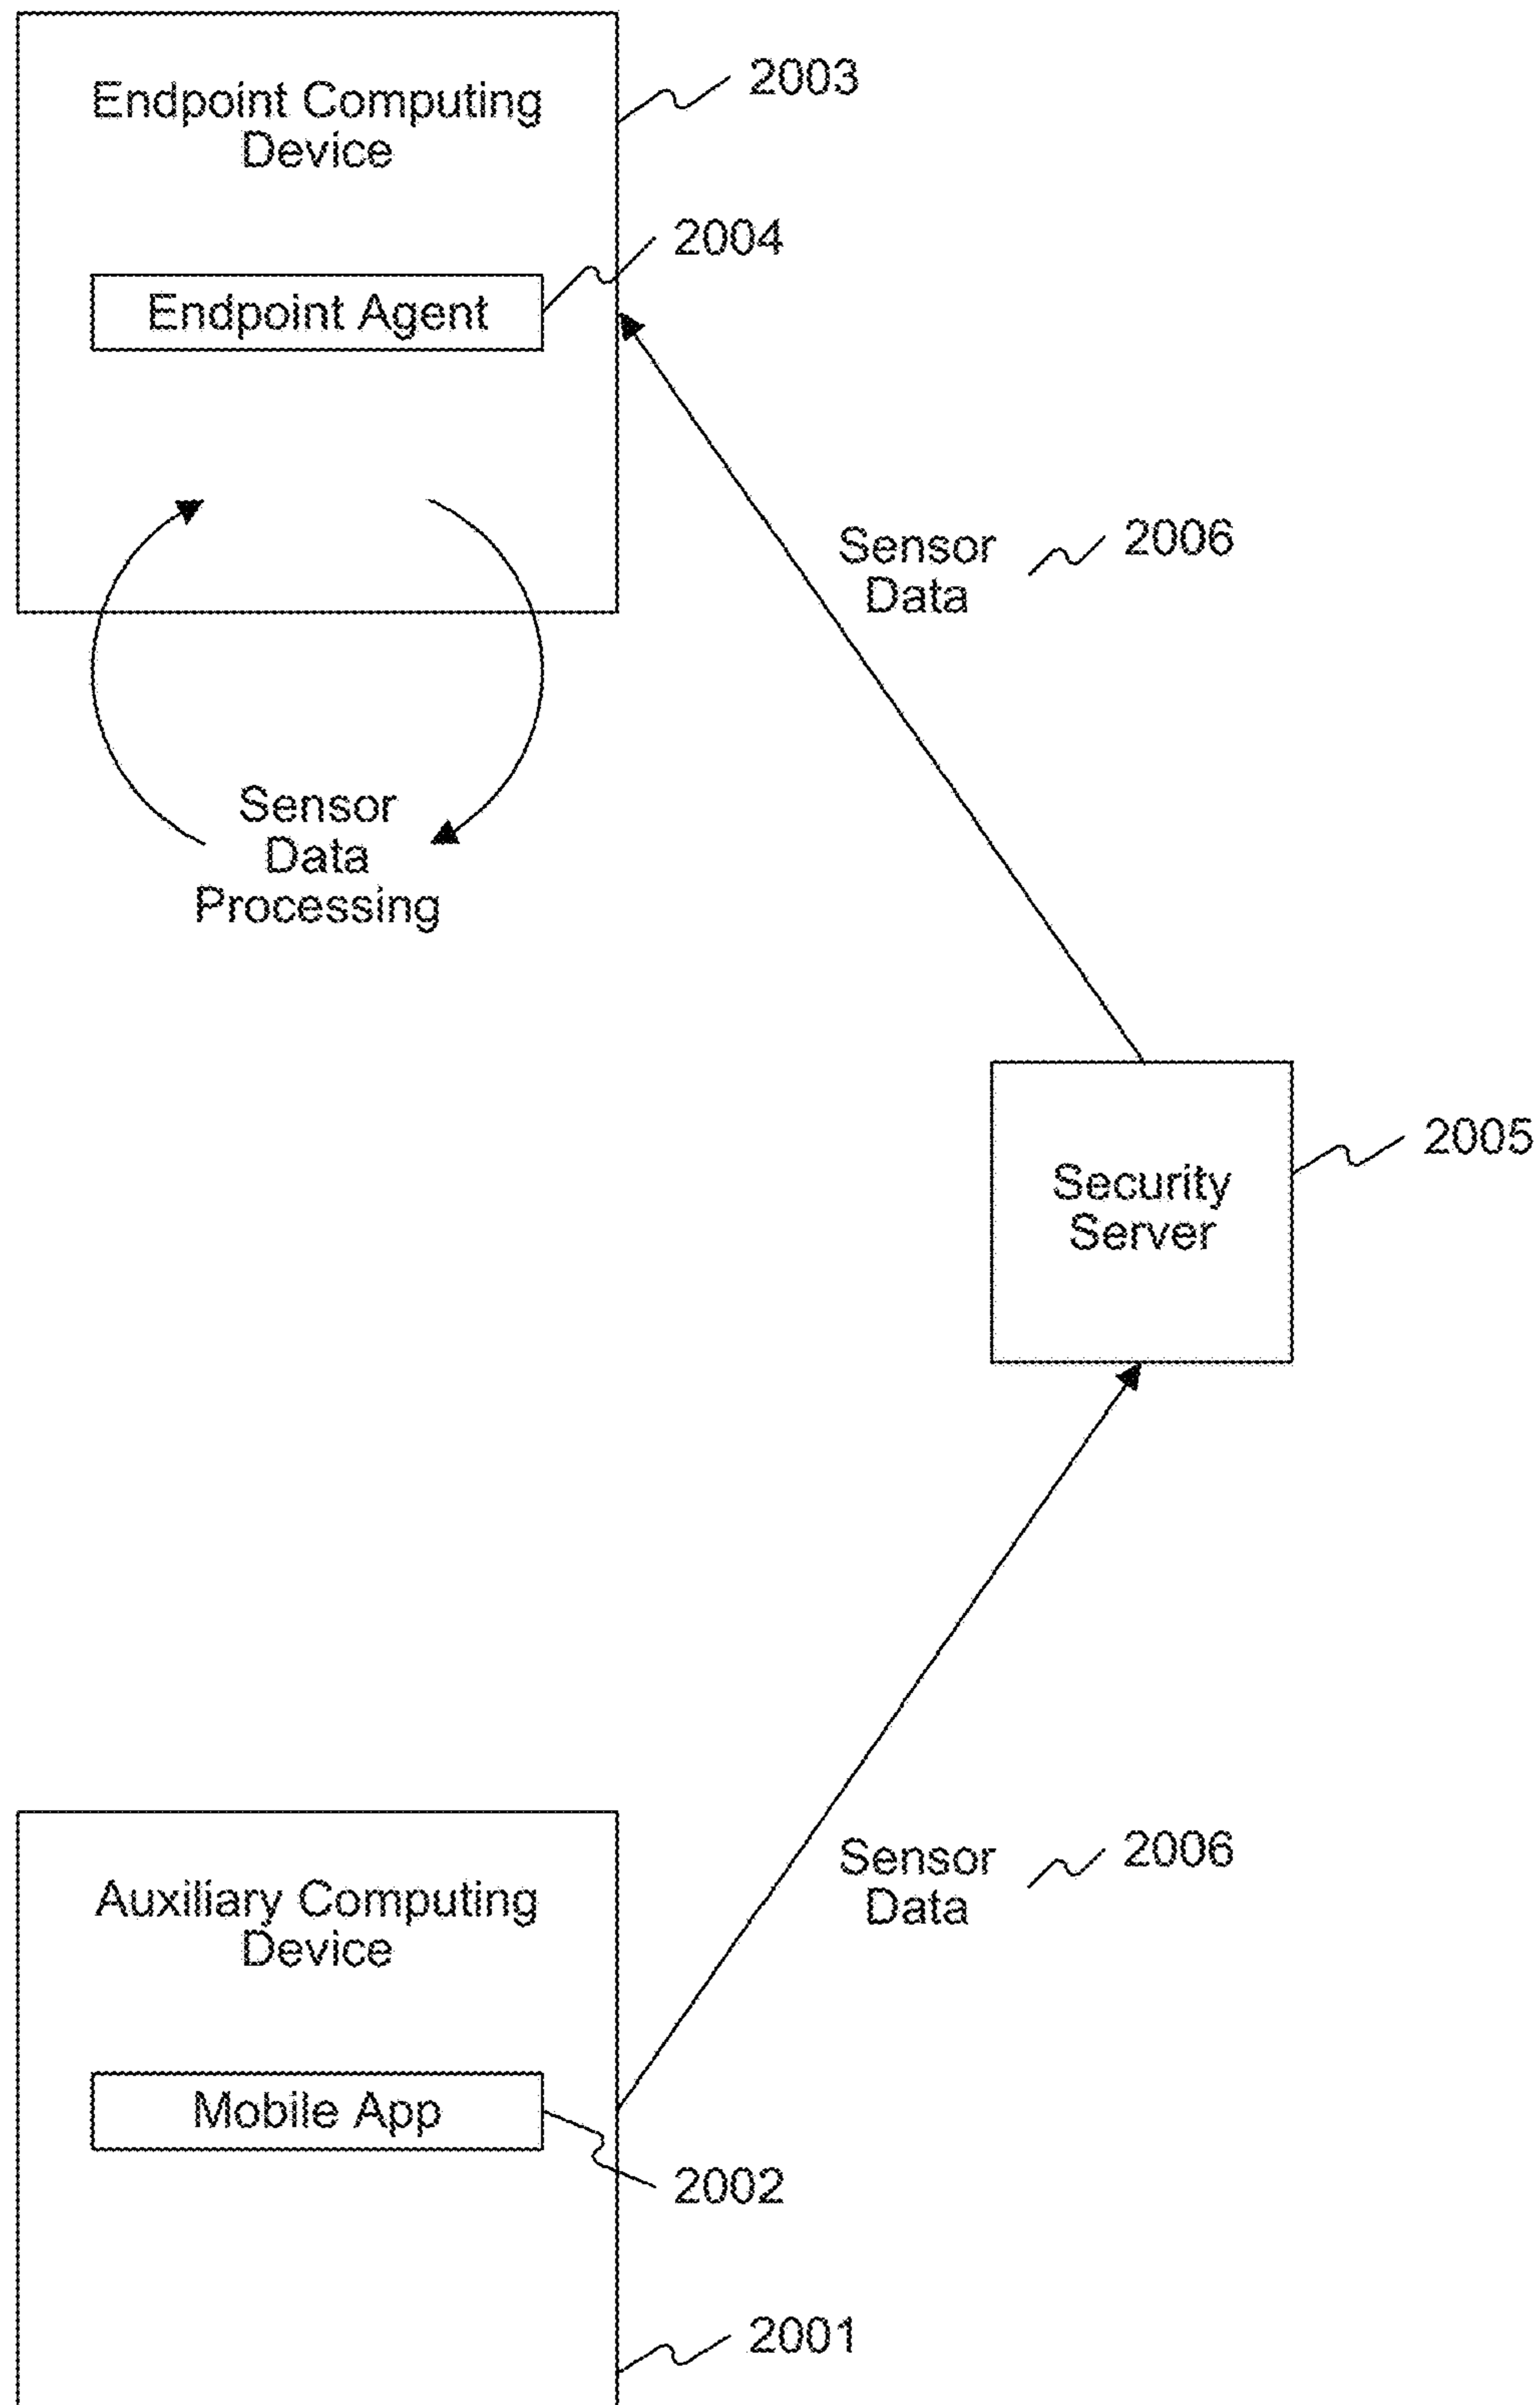 Endpoint Computing
Device
2003
2004
Endpoint Agent
Sensor
Data
2006
Sensor
Data
Processing
2005
Security
Server
Sensor
Data
2006
Auxiliary Computing
Device
Mobile App
2002
2001